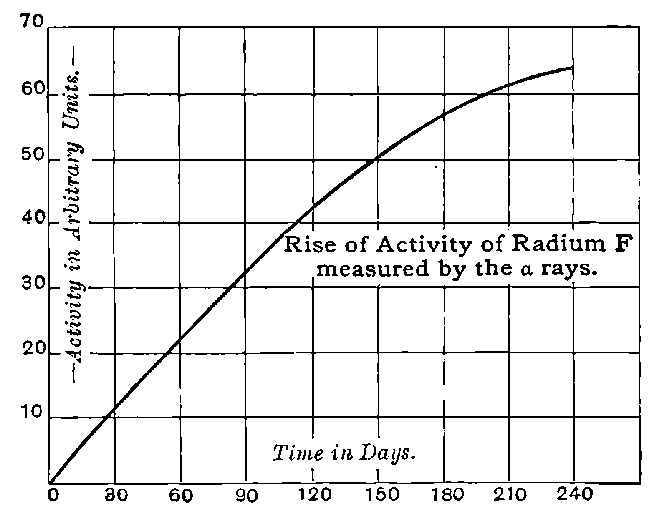 70
60
50
40
30
20
10
—Activity in Arbitrary Units.—
Rise of Activity of Radium F
measured by the α rays.
Time in Days.
0 30 60 90 120 150 180 210 240